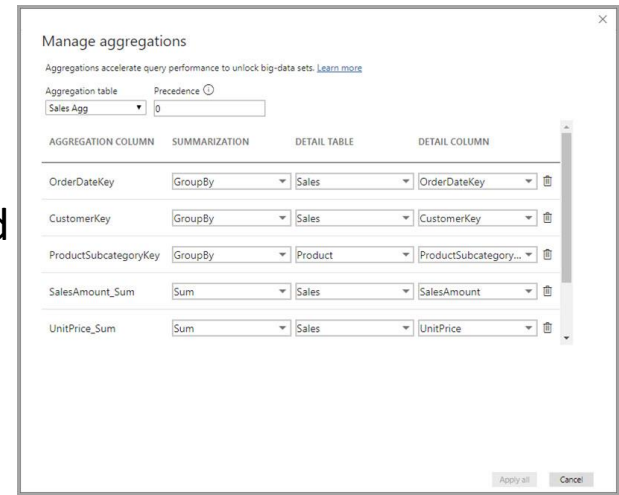 Manage aggregations
Aggregations accelerate query performance to unlock big-data sets. Learn more
Aggregation table Precedence
Sales Agg 0
AGGREGATION COLUMN SUMMARIZATION DETAIL TABLE DETAIL COLUMN
OrderDateKey GroupBy Sales OrderDateKey
d
CustomerKey GroupBy Sales CustomerKey
ProductSubcategoryKey GroupBy Product ProductSubcategory...
SalesAmount_Sum Sum Sales SalesAmount
UnitPrice_Sum Sum Sales UnitPrice
Apply all Cancel